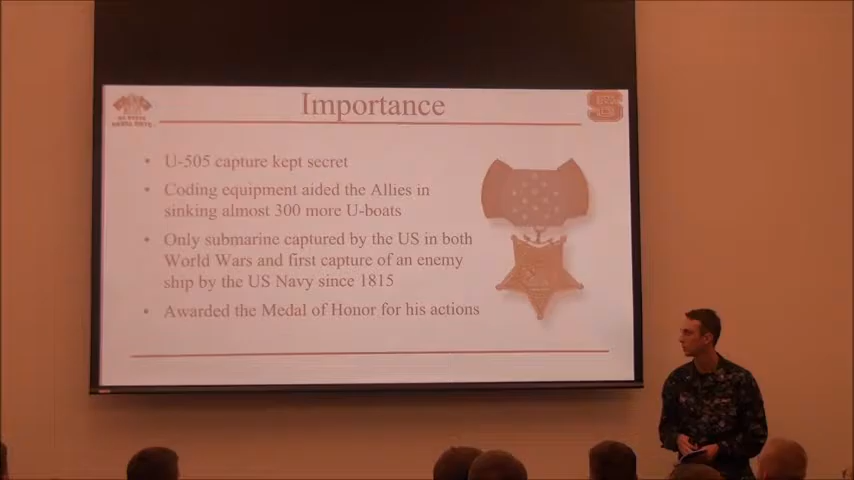 Importance
• U-505 capture kept secret
• Coding equipment aided the Allies in
sinking almost 300 more U-boats
• Only submarine captured by the US in both
World Wars and first capture of an enemy
ship by the US Navy since 1815
• Awarded the Medal of Honor for his actions